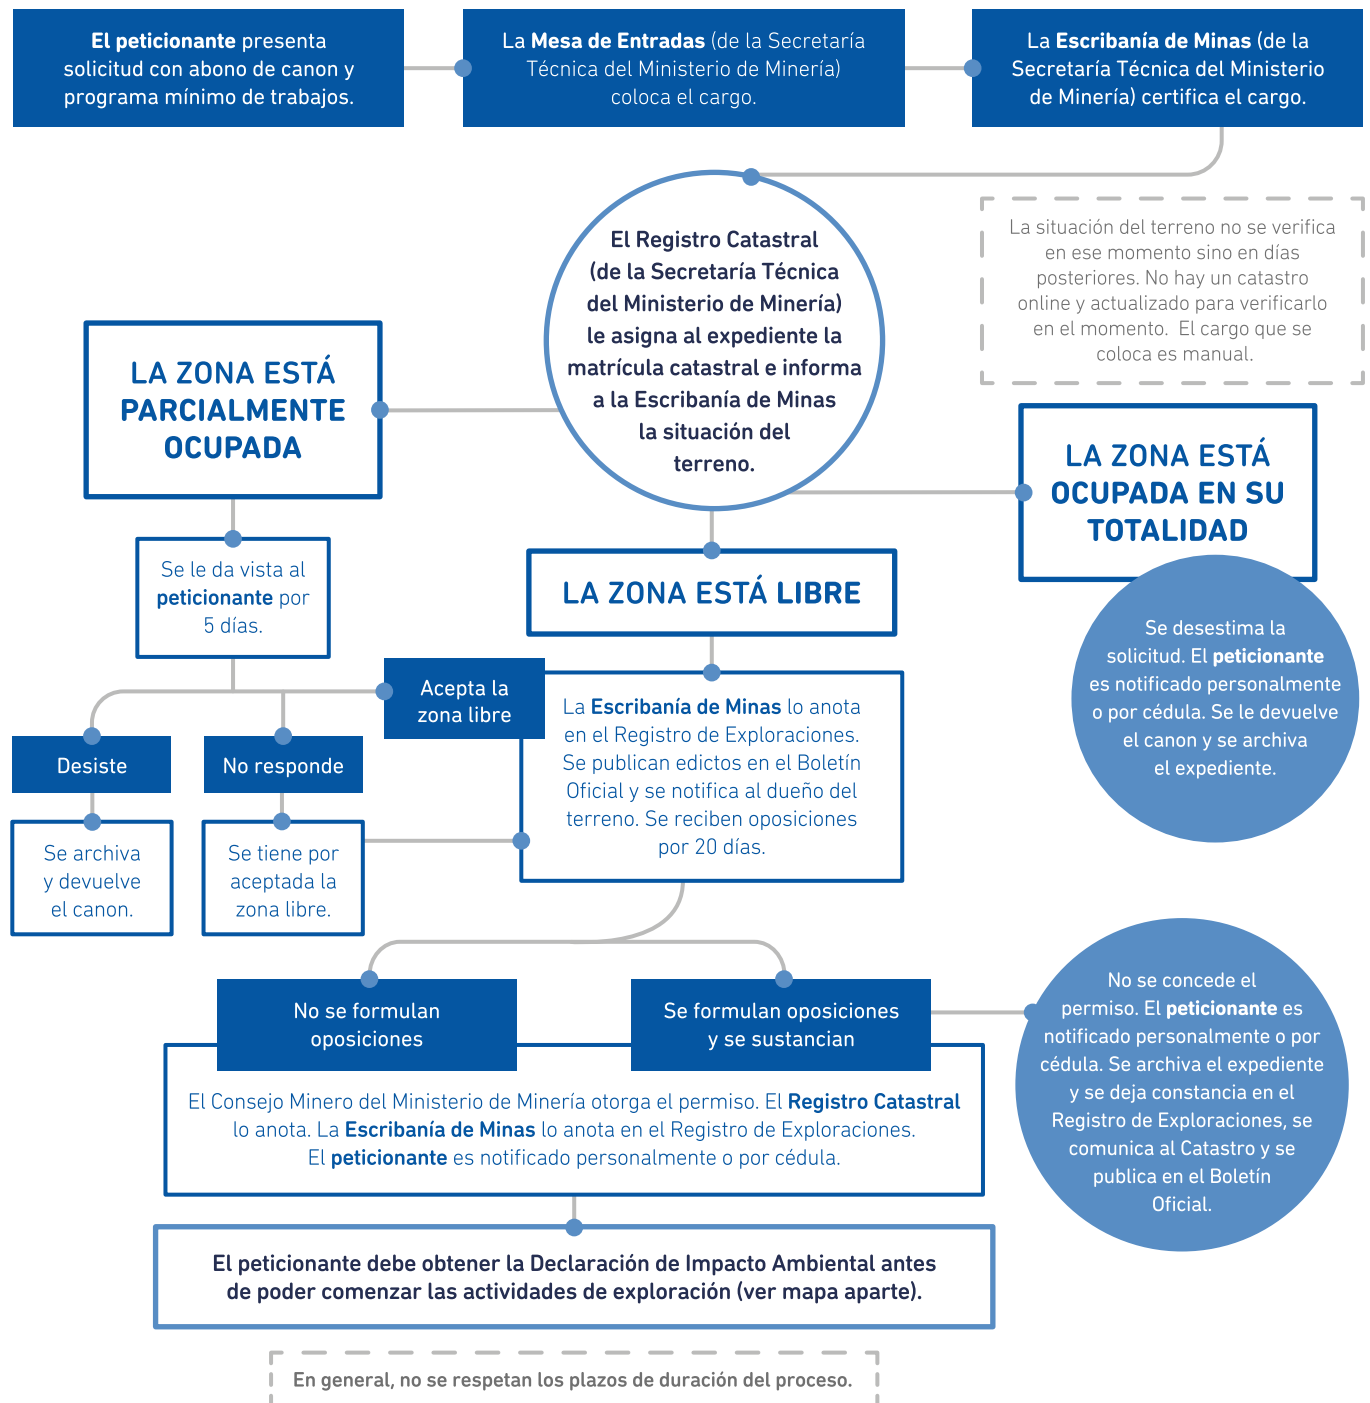 El peticionante presenta
solicitud con abono de canon y
programa mínimo de trabajos.
La Mesa de Entradas (de la Secretaría
Técnica del Ministerio de Minería)
coloca el cargo.
La Escribanía de Minas (de la
Secretaría Técnica del Ministerio
de Minería) certifica el cargo.
La situación del terreno no se verifica
en ese momento sino en días
posteriores. No hay un catastro
online y actualizado para verificarlo
en el momento. El cargo que se
coloca es manual.
El Registro Catastral
(de la Secretaría Técnica
del Ministerio de Minería)
le asigna al expediente la
matrícula catastral e informa
a la Escribanía de Minas
la situación del
terreno.
LA ZONA ESTÁ
PARCIALMENTE
OCUPADA
LA ZONA ESTÁ
OCUPADA EN SU
TOTALIDAD
Se le da vista al
peticionante por
5 días.
LA ZONA ESTÁ LIBRE
Se desestima la
solicitud. El peticionante
es notificado personalmente
o por cédula. Se le devuelve
el canon y se archiva
el expediente.
Acepta la
zona libre
La Escribanía de Minas lo anota
en el Registro de Exploraciones.
Se publican edictos en el Boletín
Oficial y se notifica al dueño del
terreno. Se reciben oposiciones
por 20 días.
Desiste
No responde
Se archiva
y devuelve
el canon.
Se tiene por
aceptada la
zona libre.
No se formulan
oposiciones
Se formulan oposiciones
y se sustancian
No se concede el
permiso. El peticionante es
notificado personalmente o por
cédula. Se archiva el expediente
y se deja constancia en el
Registro de Exploraciones, se
comunica al Catastro y se
publica en el Boletín
Oficial.
El Consejo Minero del Ministerio de Minería otorga el permiso. El Registro Catastral
lo anota. La Escribanía de Minas lo anota en el Registro de Exploraciones.
El peticionante es notificado personalmente o por cédula.
El peticionante debe obtener la Declaración de Impacto Ambiental antes
de poder comenzar las actividades de exploración (ver mapa aparte).
En general, no se respetan los plazos de duración del proceso.